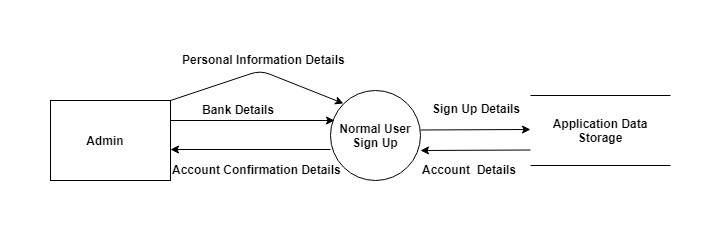 Personal Information Details
Bank Details
Admin
Account Confirmation Details
Normal User
Sign Up
Sign Up Details
Account  Details
Application Data
Storage